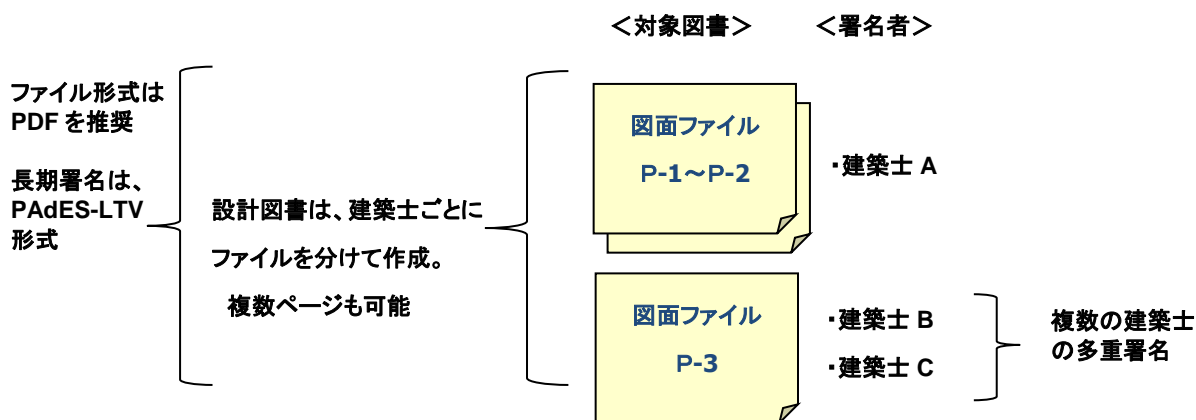 ＜対象図書＞ ＜署名者＞
ファイル形式は
PDF を推奨
長期署名は、
PAdES-LTV
形式
設計図書は、建築士ごとに
ファイルを分けて作成。
複数ページも可能
図面ファイル
P-1～P-2
・建築士 A
図面ファイル
P-3
・建築士 B
・建築士 C
複数の建築士
の多重署名